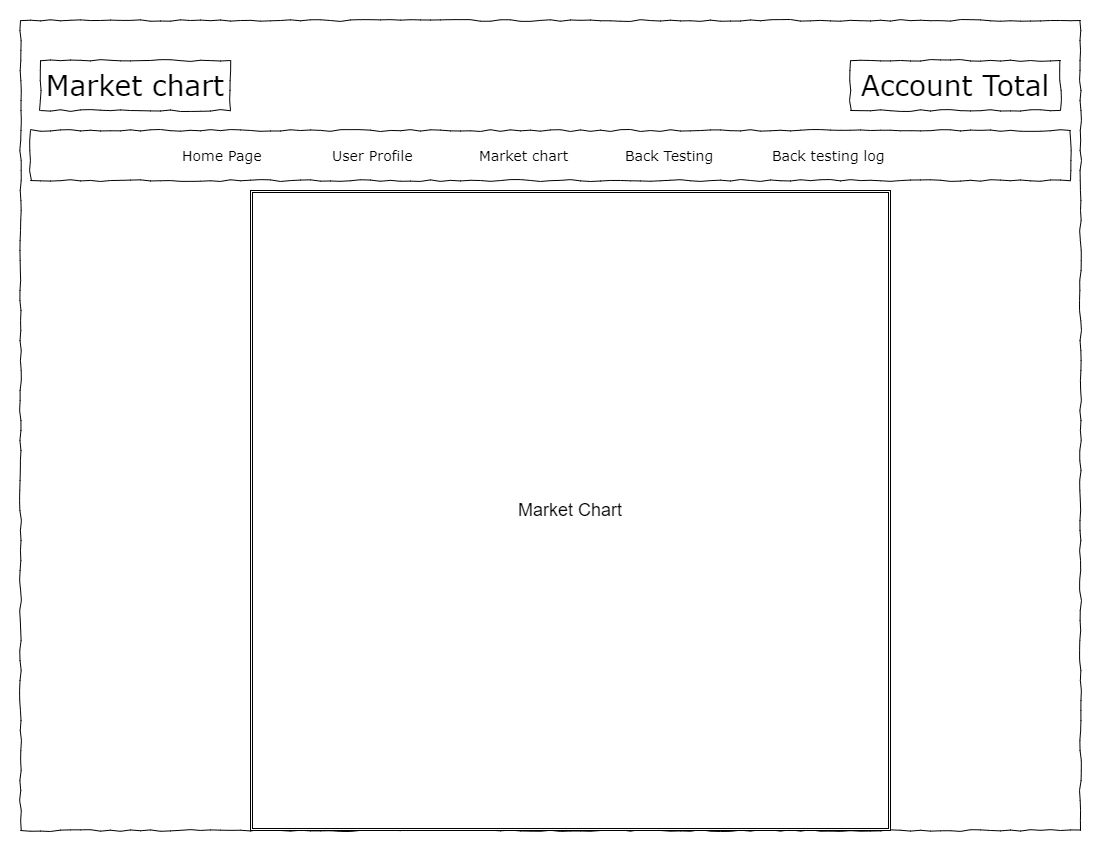 Market chart
Account Total
Home Page
User Profile
Market chart
Back Testing
Back testing log
Market Chart